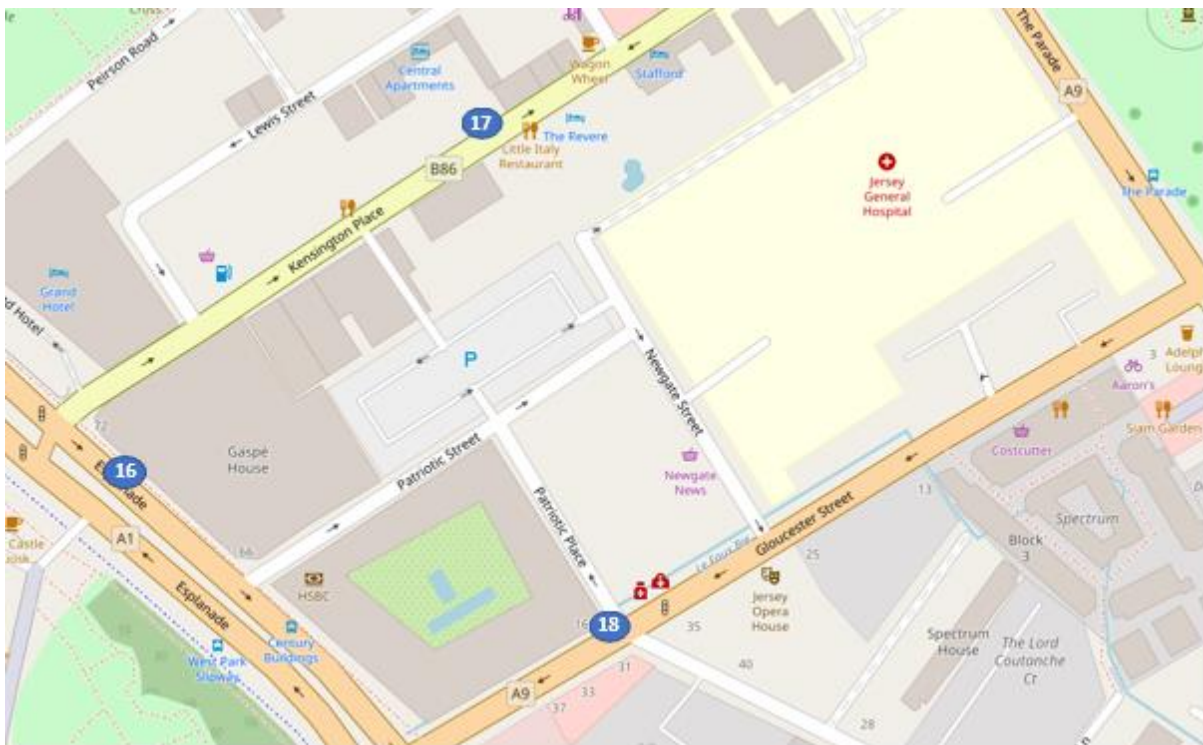 Peirson Road
Lewis Street
Central
Apartments
Wagon
Wheel
Stafford
The Parade
A9
17
Little Italy
Restaurant
The Revere
B86
Jersey
General
Hospital
The Parade
Kensington Place
Grand
Hotel
P
Newgate Street
3
Aaron's
Siam Garden
72
Gaspé
House
Patriotic Street
Costcutter
16
Esplanade
Newgate
News
13
Spectrum
Castle
A1
66
Patriotic Place
Gloucester Street
25
Block
3
HSBC
Esplanade
Jersey
Opera
House
18
35
Century
Buildings
West Park
Slipway
31
40
Spectrum
House
The Lord
Coutanche
Ct
A9
33
37
28